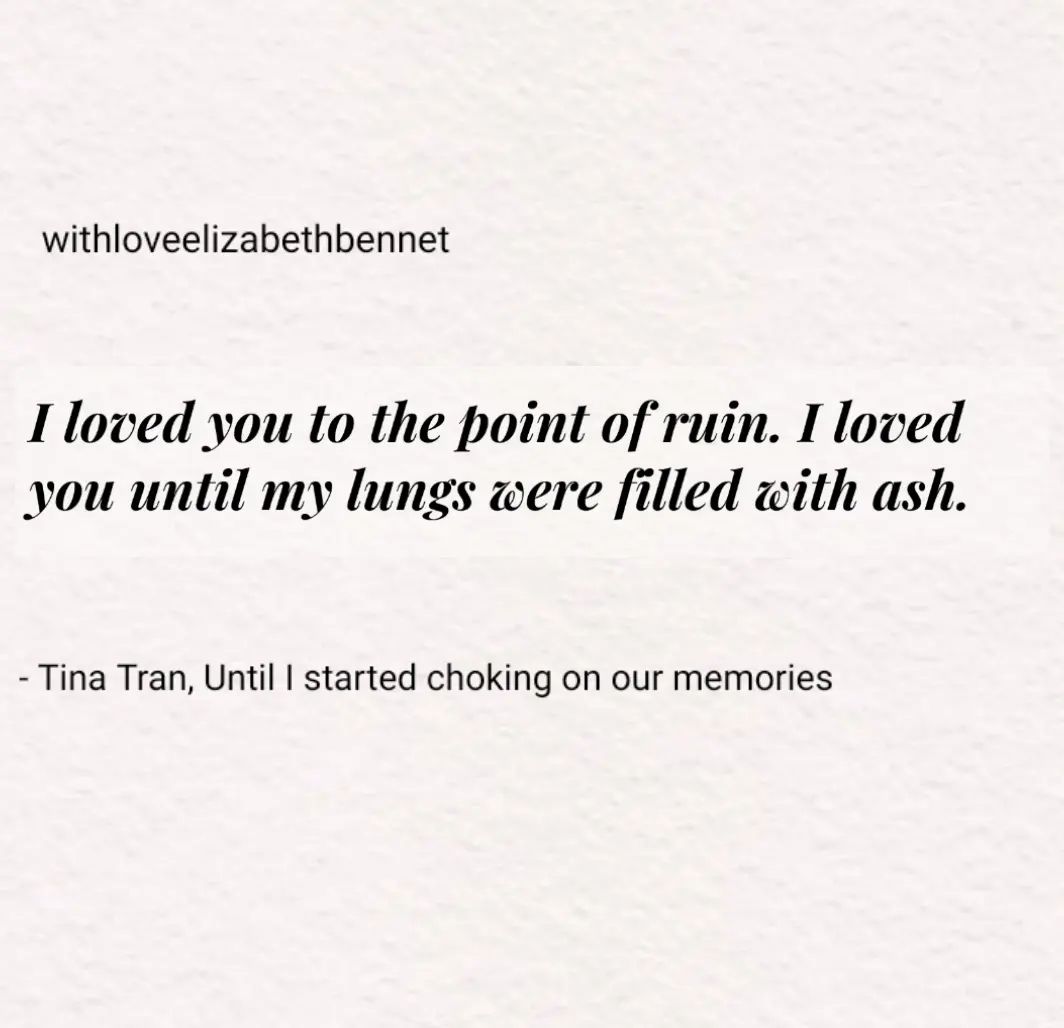 withloveelizabethbennet
I loved you to the point of ruin. I loved
you until my lungs were filled with ash.
- Tina Tran, Until I started choking on our memories